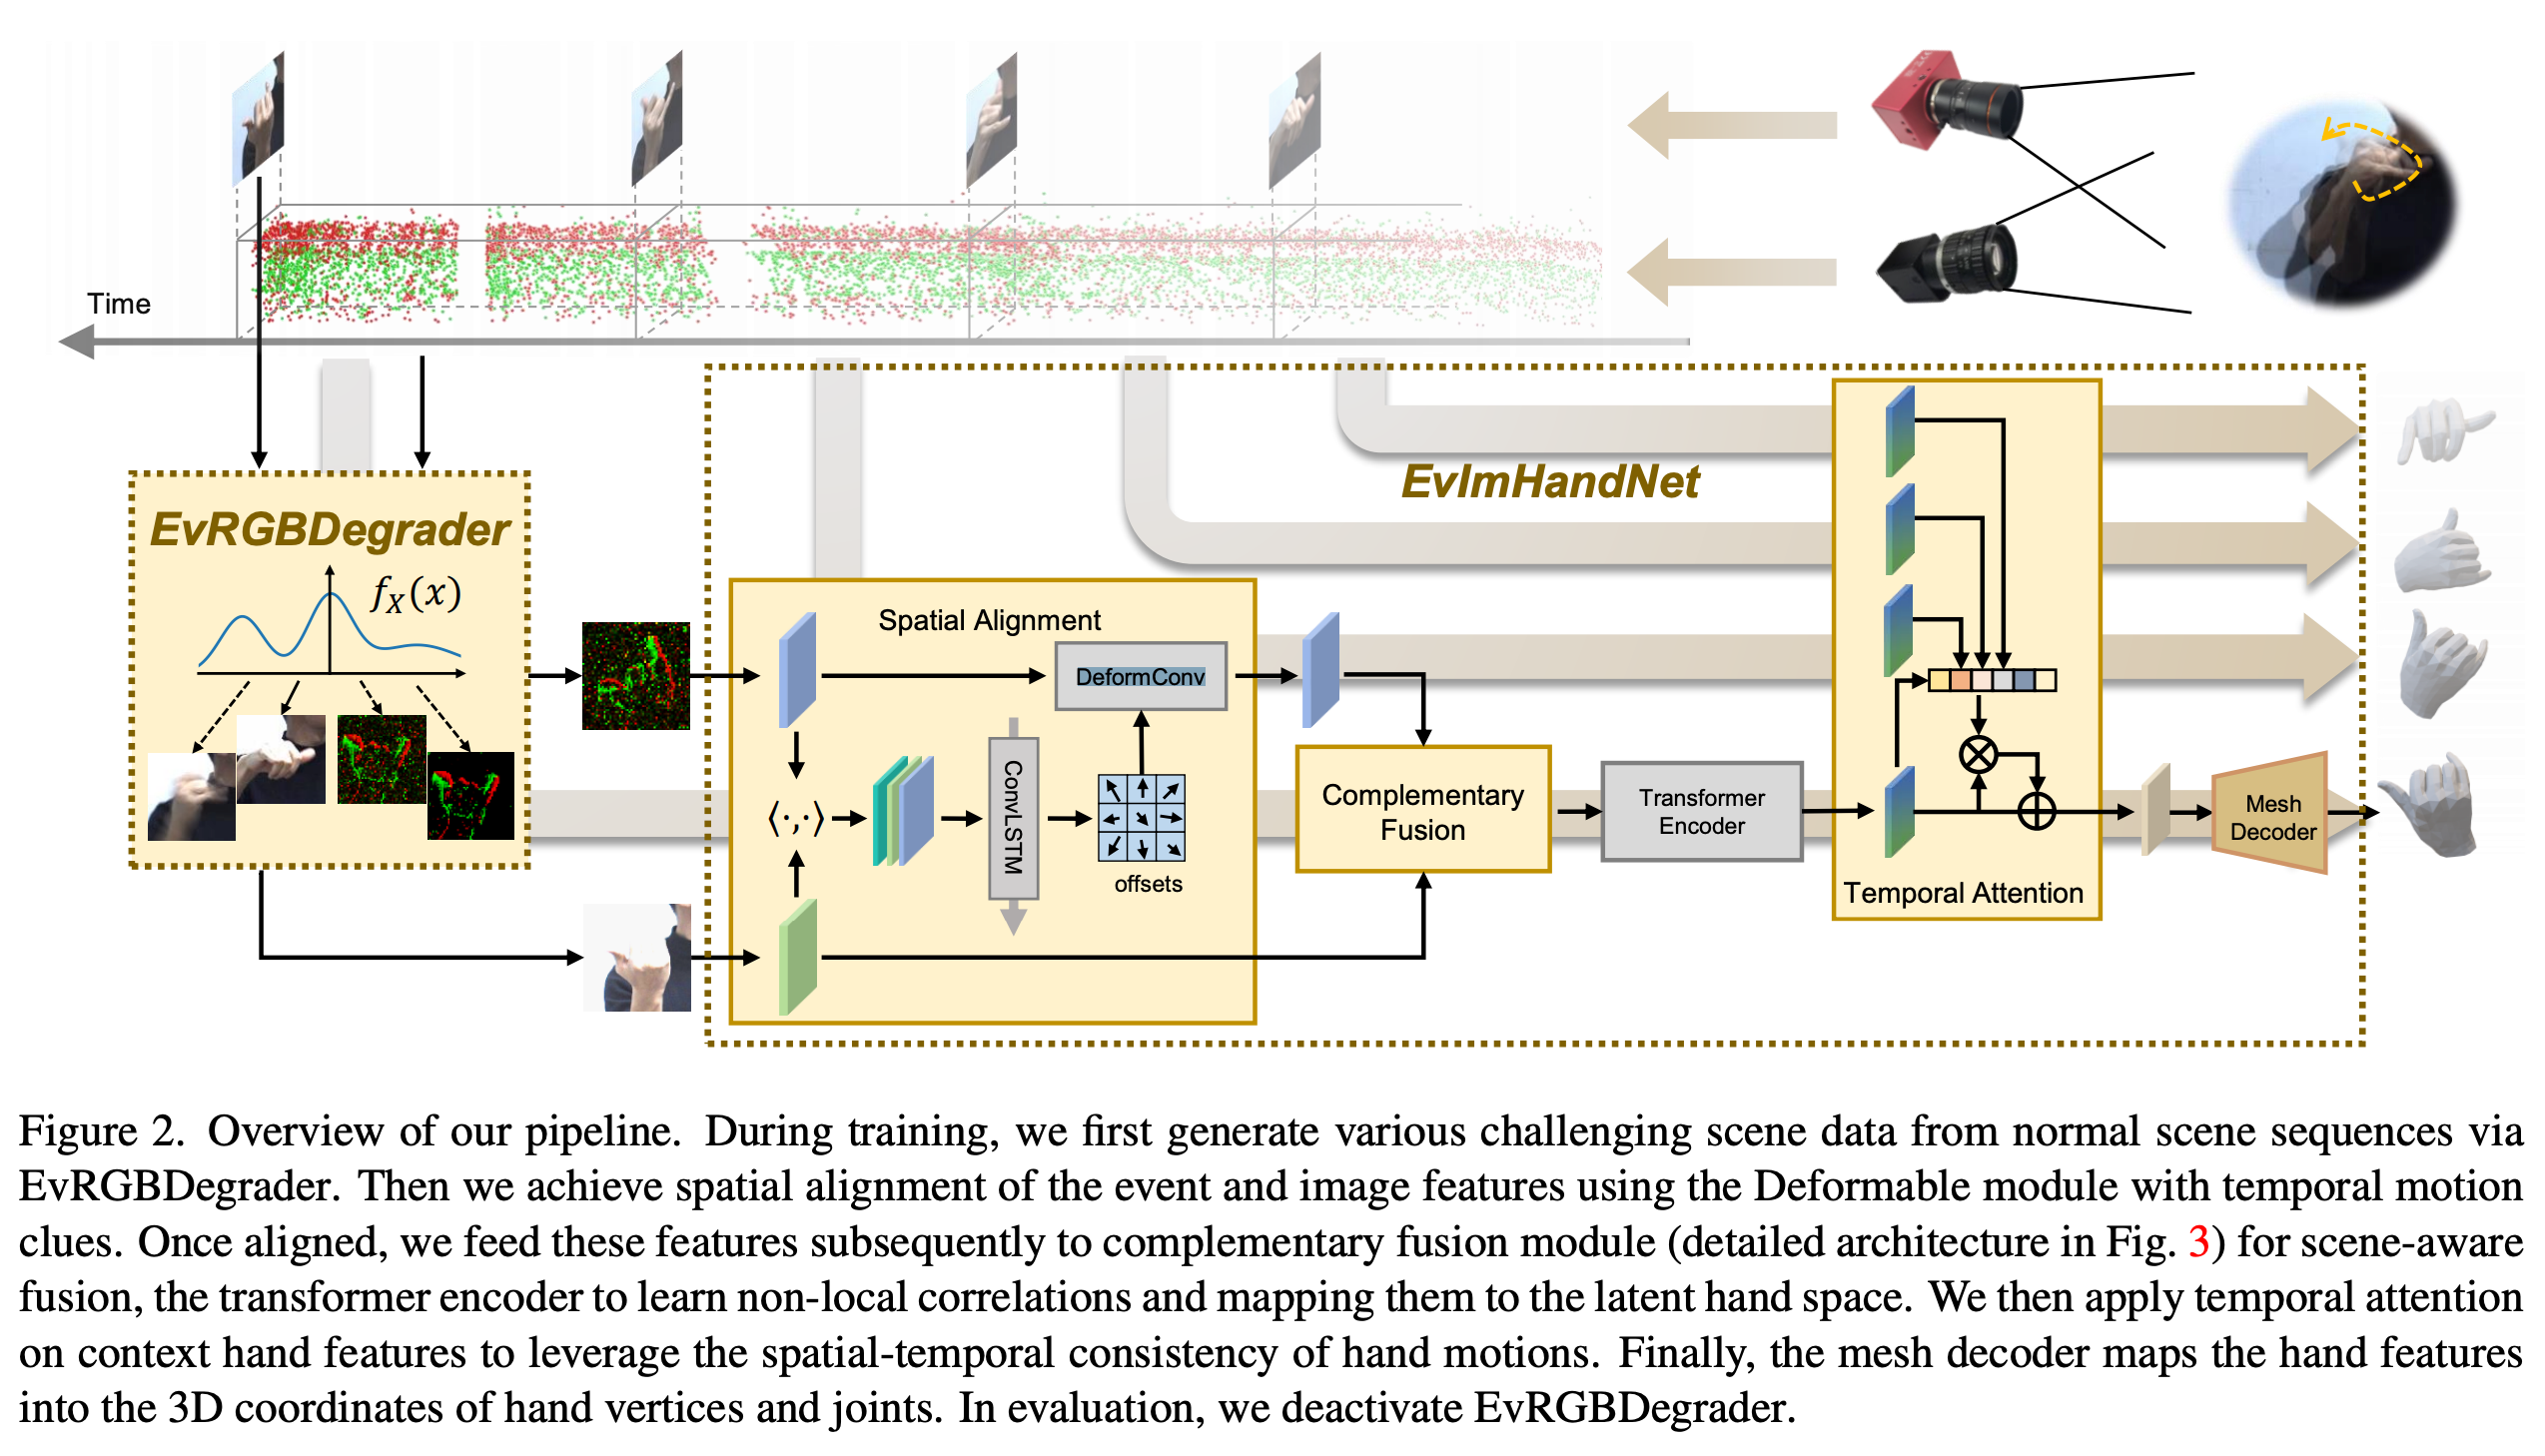 Time
EvRGBDegrader
fX(x)
EvImHandNet
Spatial Alignment
DeformConv
⟨·,·⟩
ConvLSTM
offsets
Complementary
Fusion
Transformer
Encoder
Temporal Attention
Mesh
Decoder
Figure 2. Overview of our pipeline. During training, we first generate various challenging scene data from normal scene sequences via
EvRGBDegrader. Then we achieve spatial alignment of the event and image features using the Deformable module with temporal motion
clues. Once aligned, we feed these features subsequently to complementary fusion module (detailed architecture in Fig. 3) for scene-aware
fusion, the transformer encoder to learn non-local correlations and mapping them to the latent hand space. We then apply temporal attention
on context hand features to leverage the spatial-temporal consistency of hand motions. Finally, the mesh decoder maps the hand features
into the 3D coordinates of hand vertices and joints. In evaluation, we deactivate EvRGBDegrader.